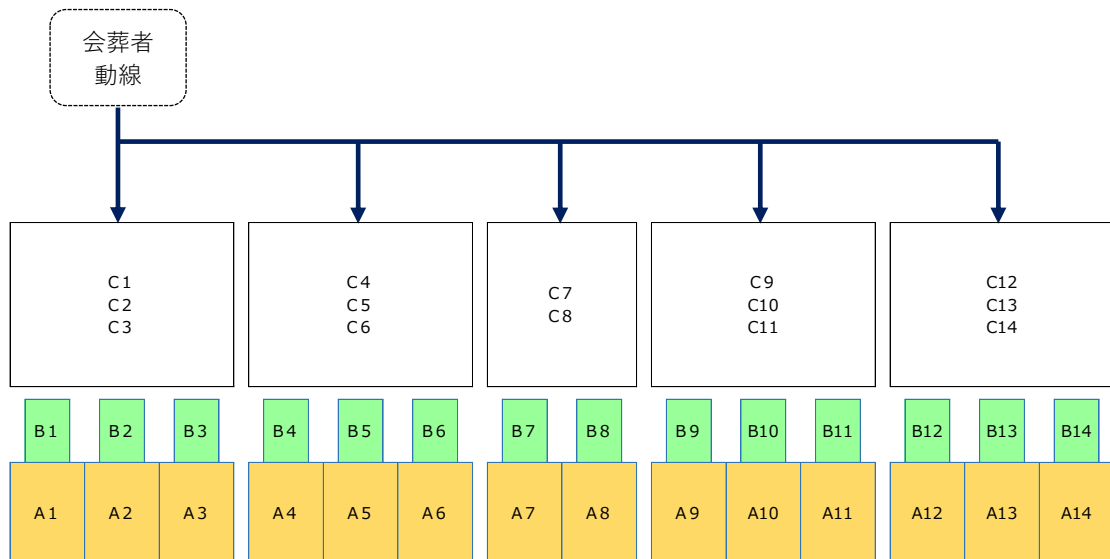 会葬者
動線
C1
C2
C3
C4
C5
C6
C7
C8
C9
C10
C11
C12
C13
C14
B1 B2 B3 B4 B5 B6 B7 B8 B9 B10 B11 B12 B13 B14
A1 A2 A3 A4 A5 A6 A7 A8 A9 A10 A11 A12 A13 A14